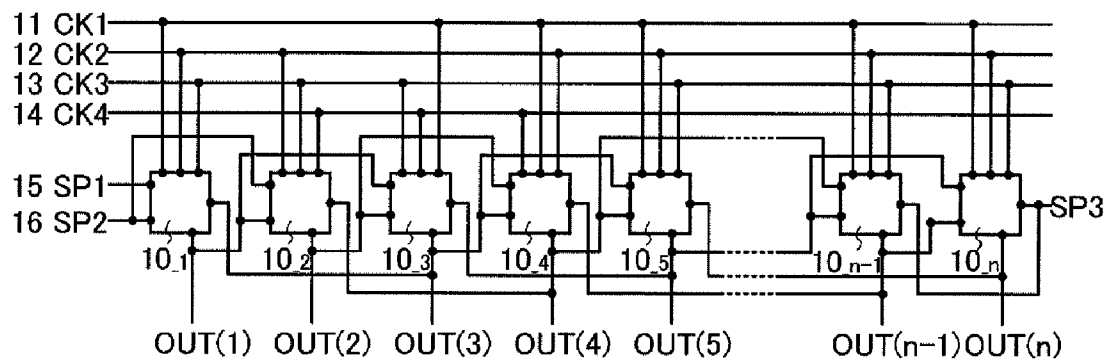 11 CK1
12 CK2
13 CK3
14 CK4
15 SP1
16 SP2
SP3
10_1
10_2
10_3
10_4
10_5
10_n-1
10_n
OUT(1)
OUT(2)
OUT(3)
OUT(4)
OUT(5)
OUT(n-1)
OUT(n)